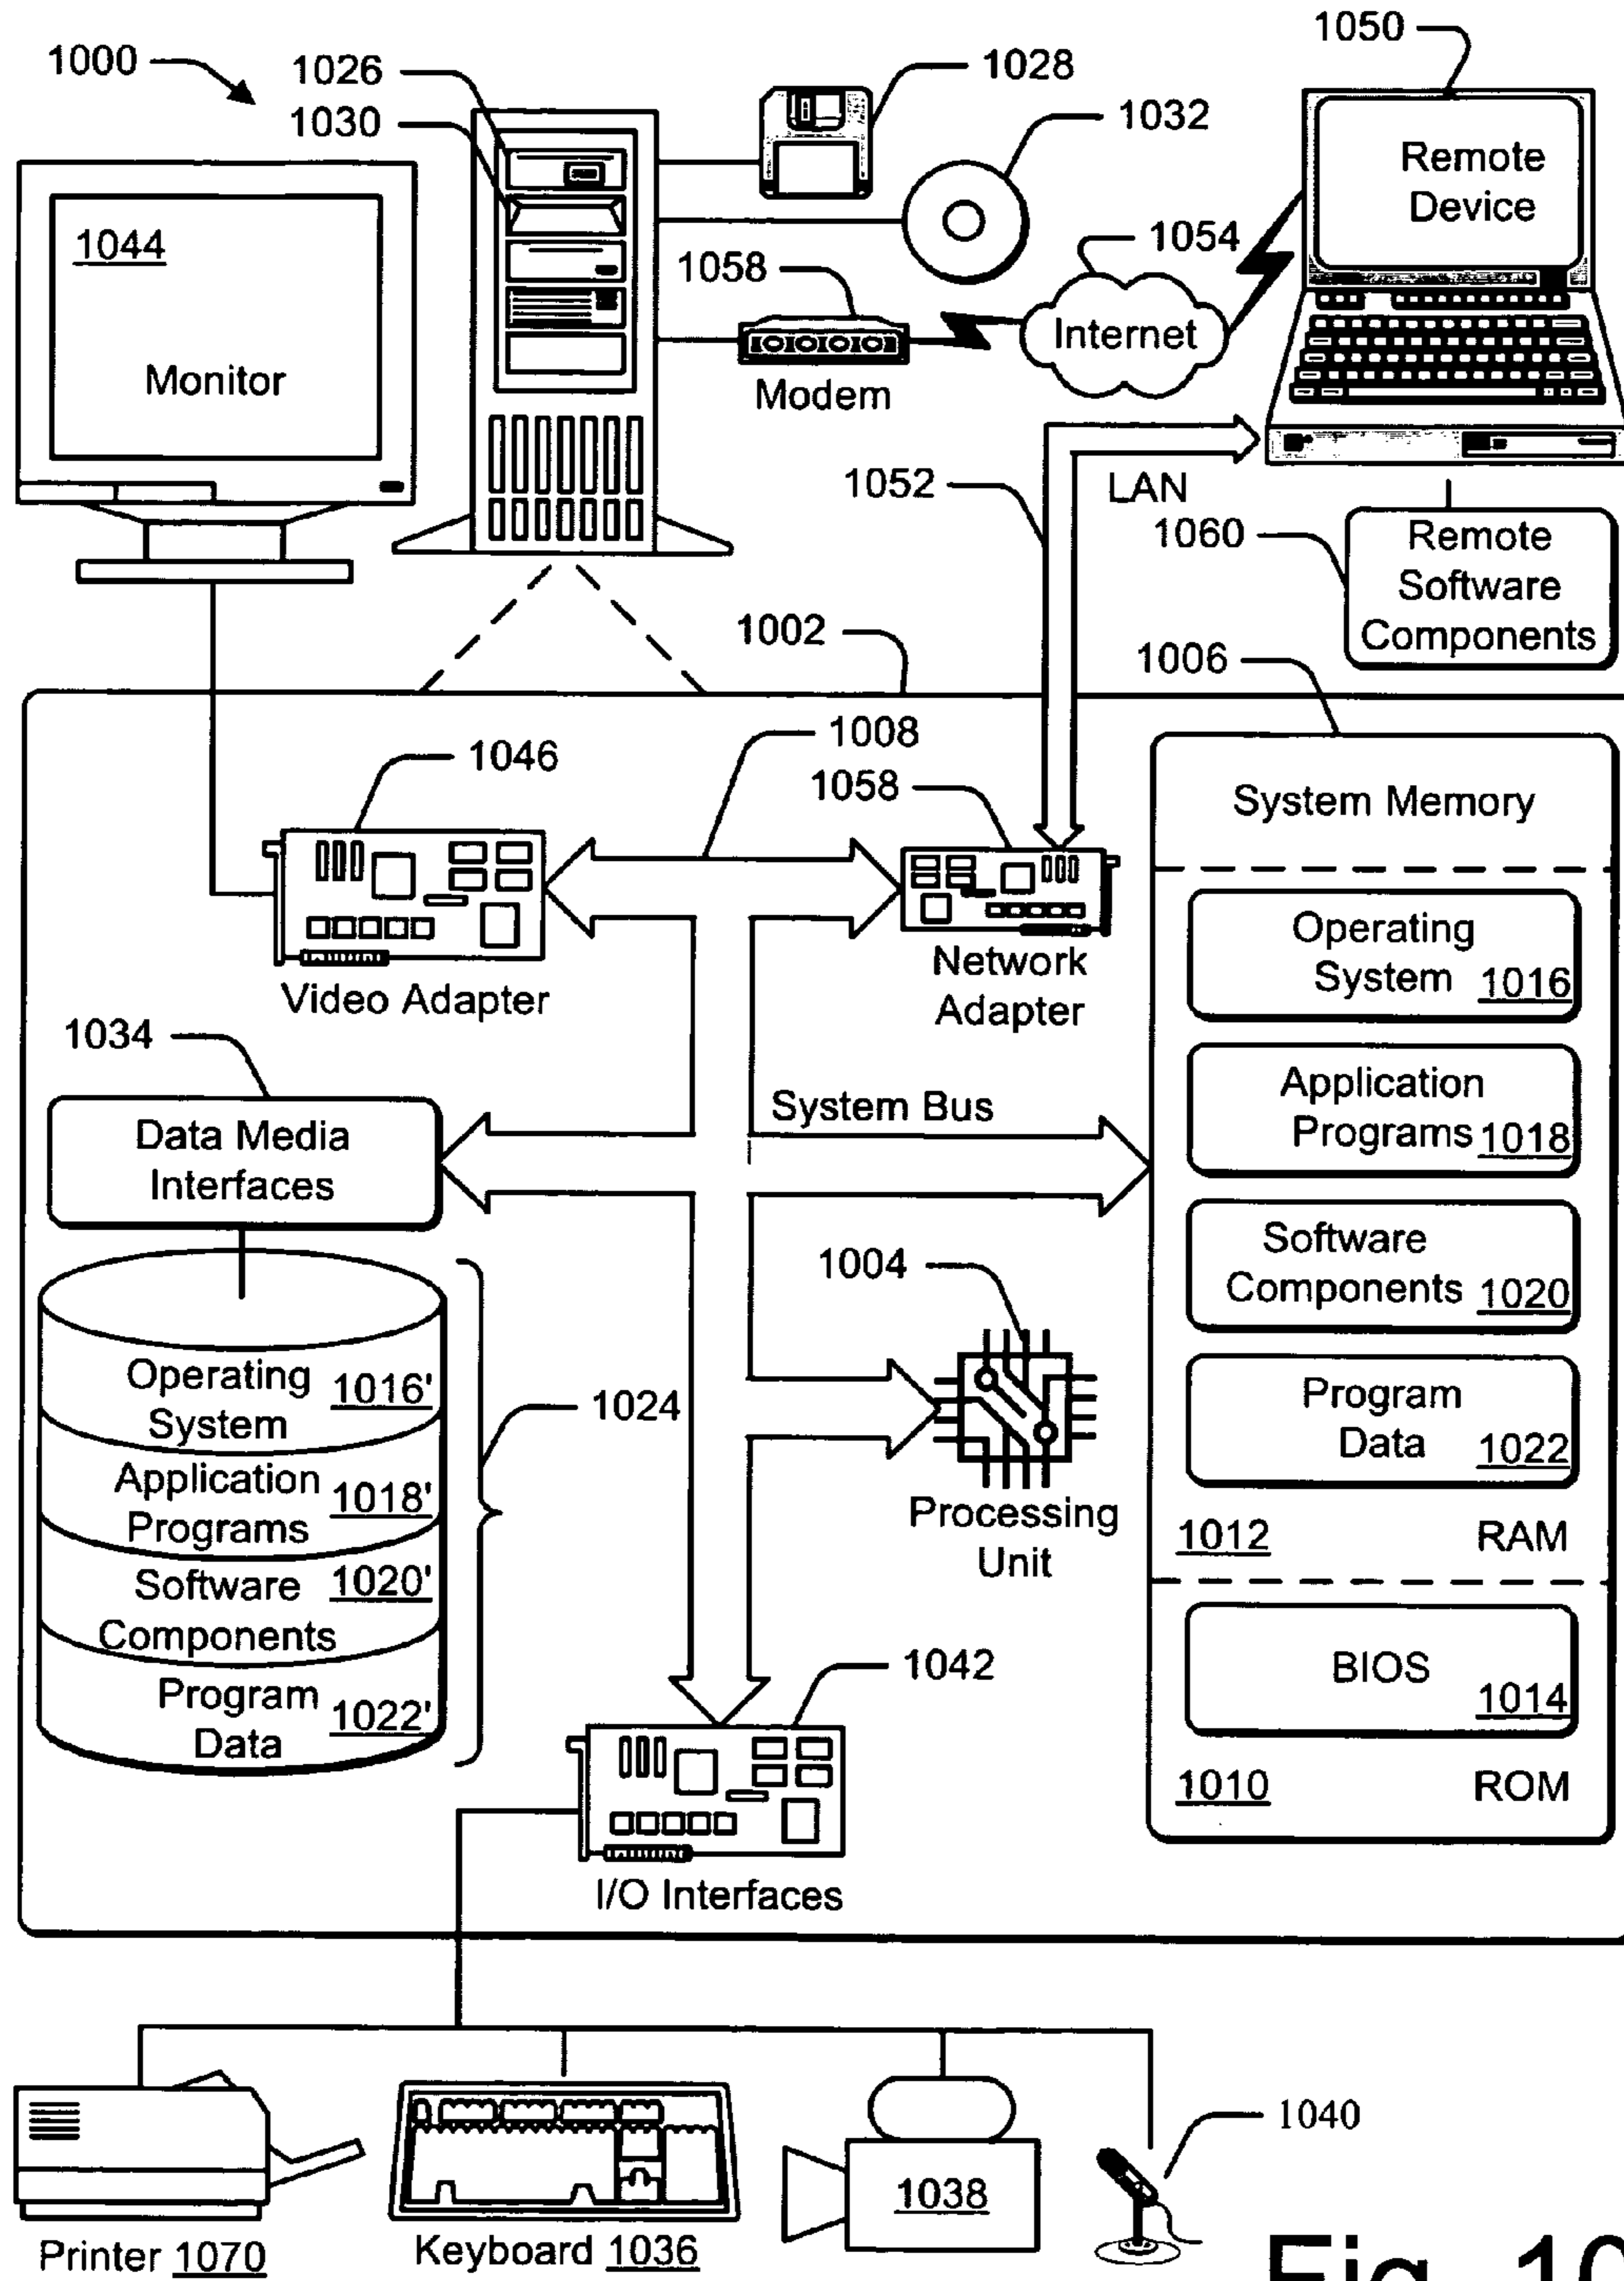 1000
1026
1030
1028
1032
1050
1044
Monitor
1058
Modem
1054
Internet
Remote
Device
1052
LAN
1060
Remote
Software
Components
1002
1006
1046
Video Adapter
1008
1058
Network
Adapter
System Memory
Operating
System 1016
Application
Programs 1018
Software
Components 1020
Program
Data 1022
1012 RAM
BIOS
1014
1010 ROM
1034
Data Media
Interfaces
System Bus
1004
Processing
Unit
Operating
System 1016'
Application
Programs 1018'
Software
Components 1020'
Program
Data 1022'
1024
1042
I/O Interfaces
Printer 1070
Keyboard 1036
1038
1040
Fig. 10